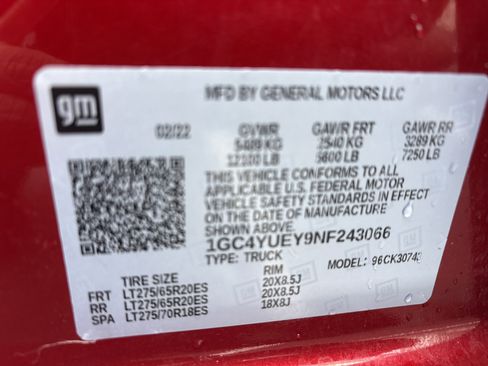 gm
MFD BY GENERAL MOTORS LLC
02/22 GVWR GAWR FRT GAWR RR
KG 2540 KG 3289 KG
LB 5600 LB 7250 LB
THIS VEHICLE CONFORMS TO ALL
APPLICABLE U.S. FEDERAL MOTOR
VEHICLE SAFETY STANDARDS IN EFFECT
ON THE DATE OF MANUFACTURE
SHOWN ABOVE.
1GC4YUEY9NF243066
TYPE: TRUCK MODEL: 96CK30743
TIRE SIZE RIM
FRT LT275/65R20ES 20X8.5J
RR LT275/65R20ES 20X8.5J
SPA LT275/70R18ES 18X8J